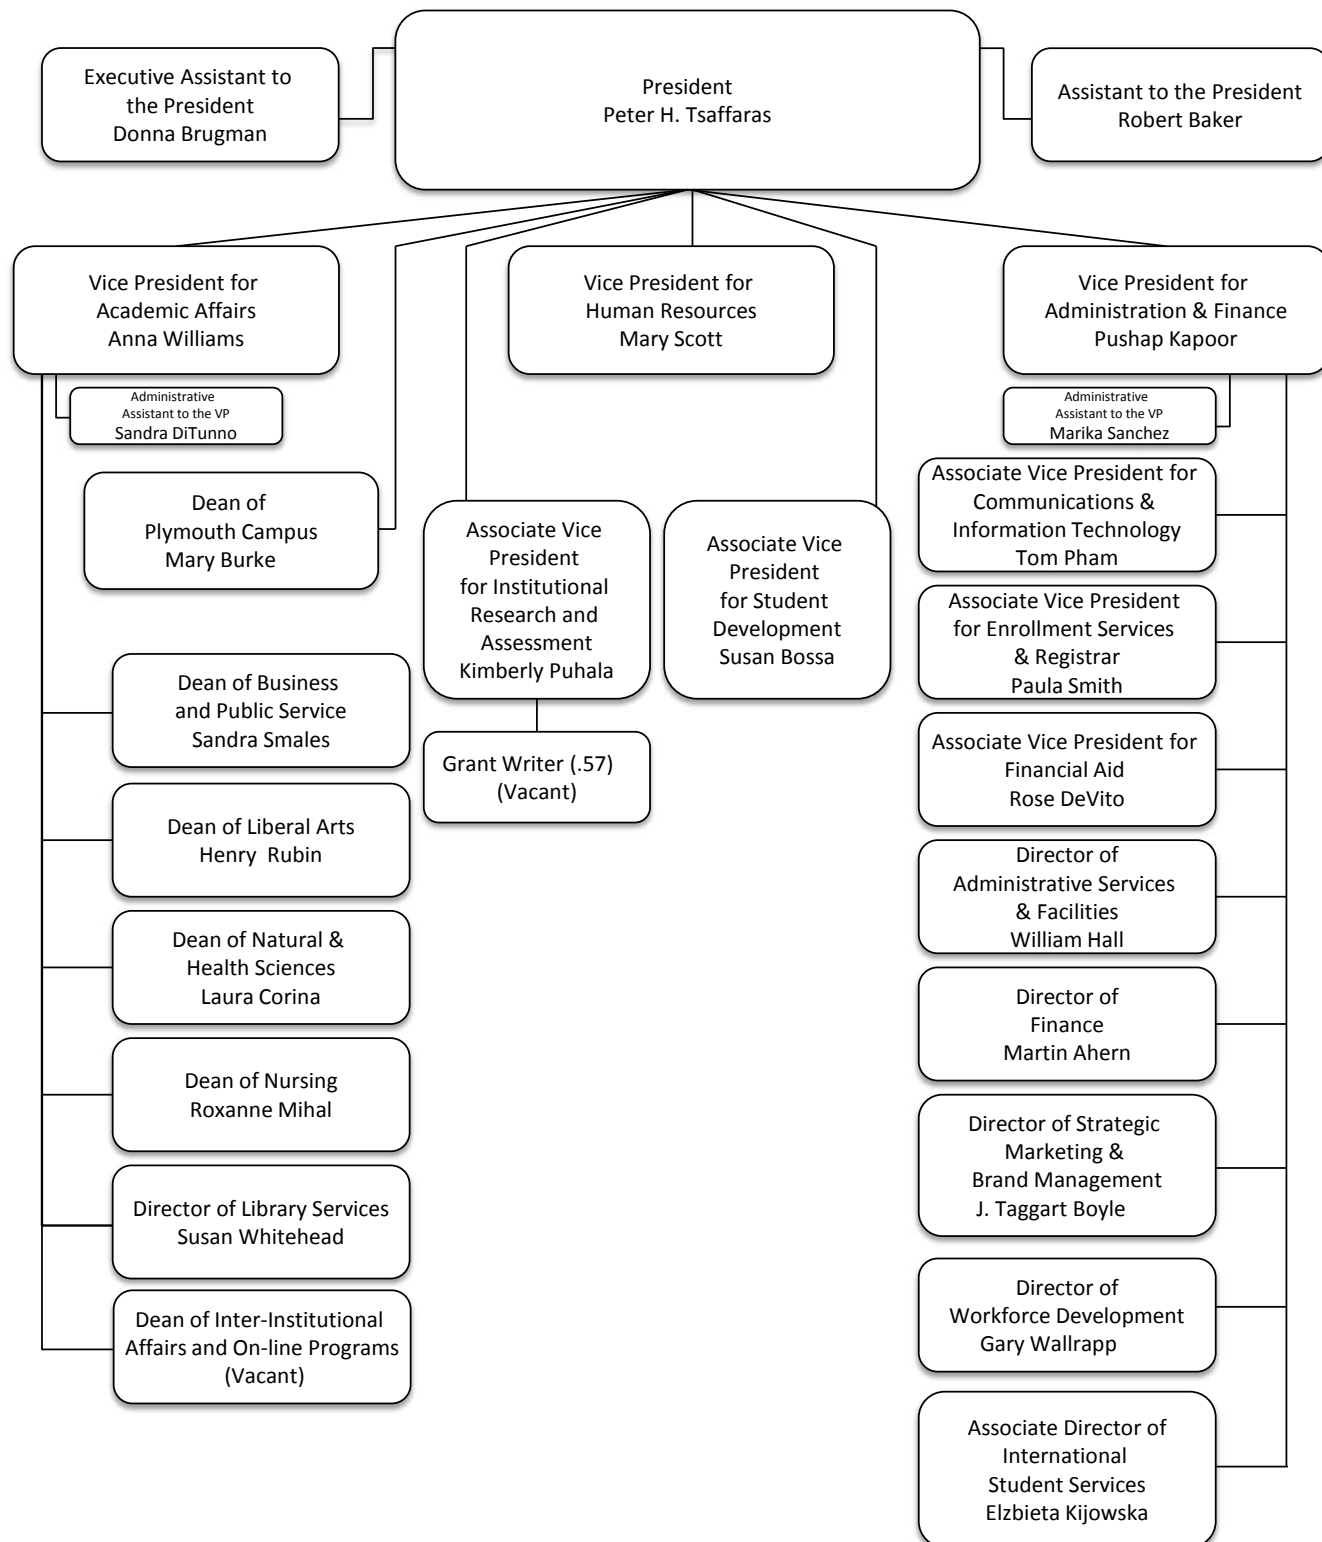 Executive Assistant to
the President
Donna Brugman
President
Peter H. Tsaffaras
Assistant to the President
Robert Baker
Vice President for
Academic Affairs
Anna Williams
Vice President for
Human Resources
Mary Scott
Vice President for
Administration & Finance
Pushap Kapoor
Administrative
Assistant to the VP
Sandra DiTunno
Administrative
Assistant to the VP
Marika Sanchez
Dean of
Plymouth Campus
Mary Burke
Associate Vice
President
for Institutional
Research and
Assessment
Kimberly Puhala
Grant Writer (.57)
(Vacant)
Associate Vice
President
for Student
Development
Susan Bossa
Dean of Business
and Public Service
Sandra Smales
Dean of Liberal Arts
Henry  Rubin
Dean of Natural &
Health Sciences
Laura Corina
Dean of Nursing
Roxanne Mihal
Director of Library Services
Susan Whitehead
Dean of Inter-Institutional
Affairs and On-line Programs
(Vacant)
Associate Vice President for
Communications &
Information Technology
Tom Pham
Associate Vice President
for Enrollment Services
& Registrar
Paula Smith
Associate Vice President for
Financial Aid
Rose DeVito
Director of
Administrative Services
& Facilities
William Hall
Director of
Finance
Martin Ahern
Director of Strategic
Marketing &
Brand Management
J. Taggart Boyle
Director of
Workforce Development
Gary Wallrapp
Associate Director of
International
Student Services
Elzbieta Kijowska